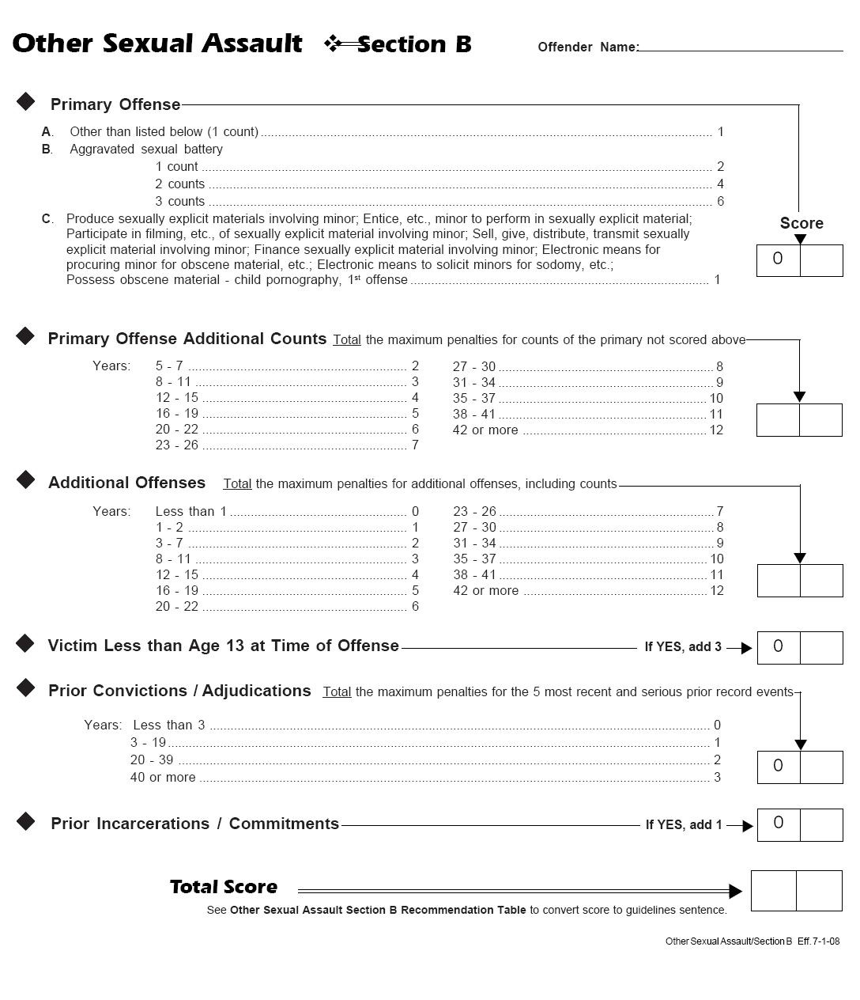 Other Sexual Assault Section B Offender Name:
Primary Offense
A. Other than listed below (1 count) 1
B. Aggravated sexual battery
1 count 2
2 counts 4
3 counts 6
C. Produce sexually explicit materials involving minor; Entice, etc., minor to perform in sexually explicit material;
Participate in filming, etc., of sexually explicit material involving minor; Sell, give, distribute, transmit sexually
explicit material involving minor; Finance sexually explicit material involving minor; Electronic means for
procuring minor for obscene material, etc.; Electronic means to solicit minors for sodomy, etc.;
Possess obscene material - child pornography, 1st offense 1
Score
0
Primary Offense Additional Counts Total the maximum penalties for counts of the primary not scored above
Years: 5 - 7 2 27 - 30 8
8 - 11 3 31 - 34 9
12 - 15 4 35 - 37 10
16 - 19 5 38 - 41 11
20 - 22 6 42 or more 12
23 - 26 7
Additional Offenses Total the maximum penalties for additional offenses, including counts
Years: Less than 1 0 23 - 26 7
1 - 2 1 27 - 30 8
3 - 7 2 31 - 34 9
8 - 11 3 35 - 37 10
12 - 15 4 38 - 41 11
16 - 19 5 42 or more 12
20 - 22 6
Victim Less than Age 13 at Time of Offense If YES, add 3 0
Prior Convictions / Adjudications Total the maximum penalties for the 5 most recent and serious prior record events
Years: Less than 3 0
3 - 19 1
20 - 39 2
40 or more 3
0
Prior Incarcerations / Commitments If YES, add 1 0
Total Score
See Other Sexual Assault Section B Recommendation Table to convert score to guidelines sentence.
Other Sexual Assault/Section B Eff. 7-1-08